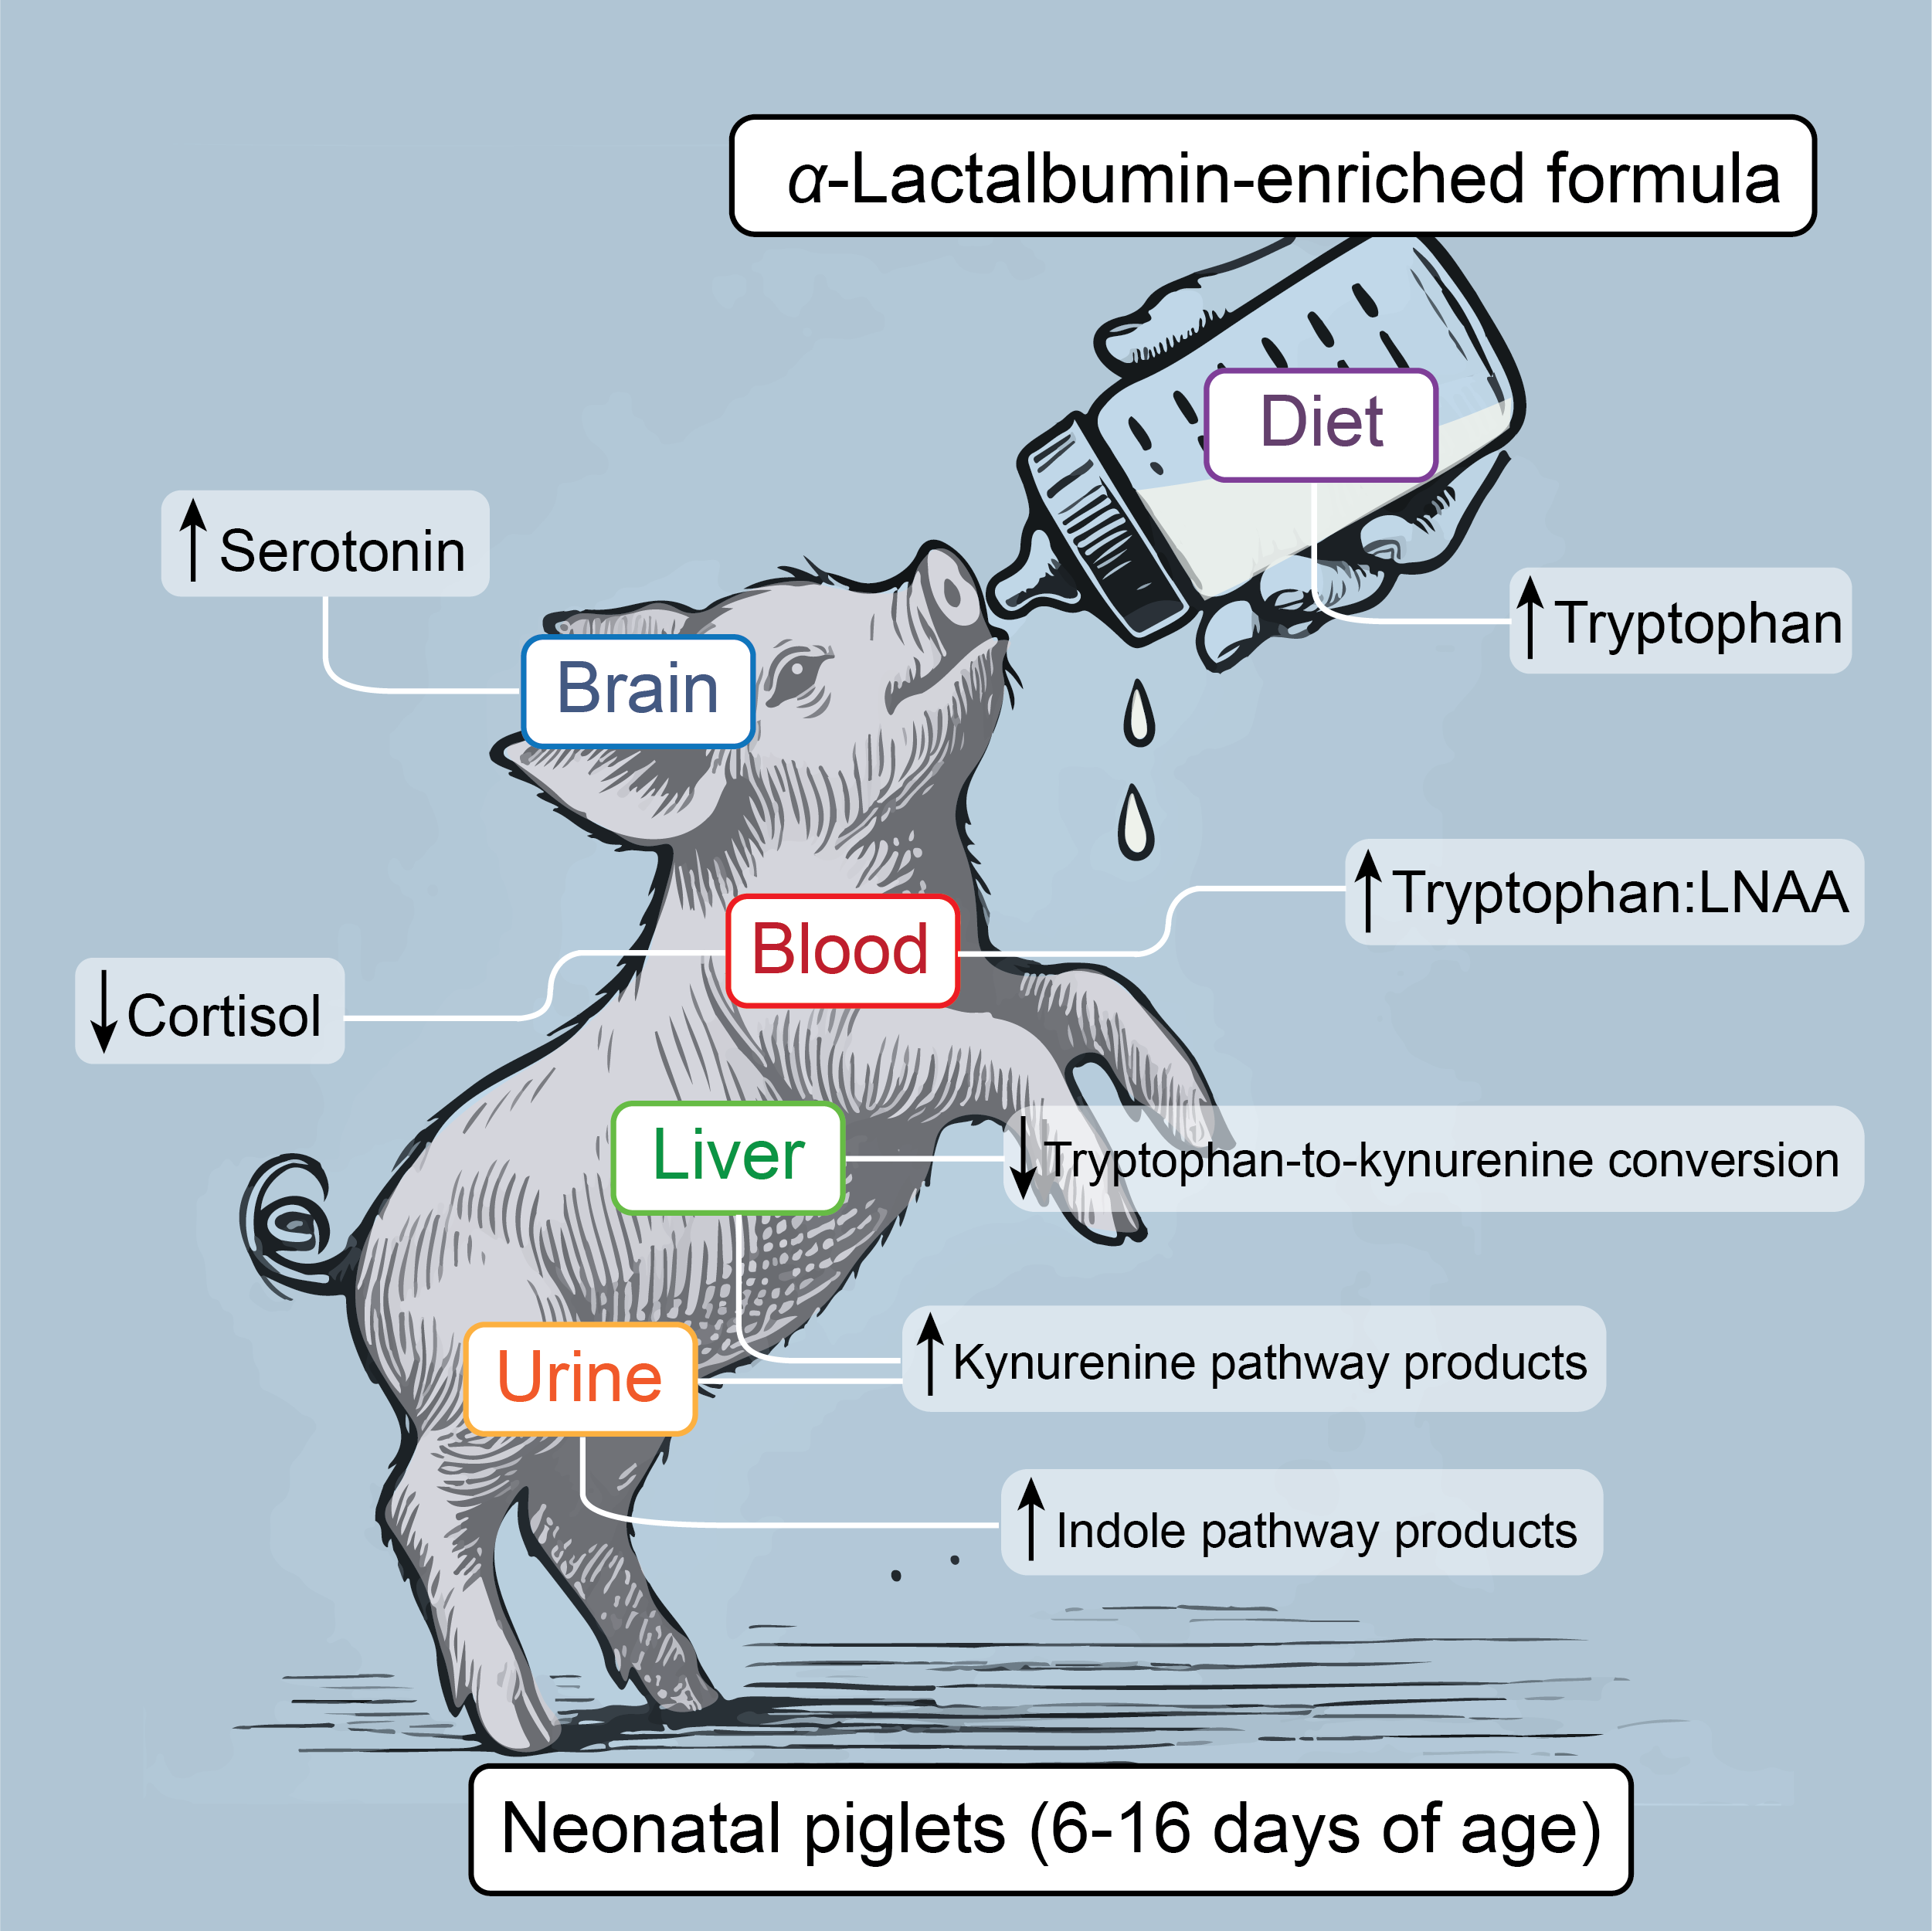 α-Lactalbumin-enriched formula
Diet
↑ Serotonin
↑ Tryptophan
Brain
↑ Tryptophan:LNAA
Blood
↓ Cortisol
Liver
↓ Tryptophan-to-kynurenine conversion
↑ Kynurenine pathway products
Urine
↑ Indole pathway products
Neonatal piglets (6-16 days of age)